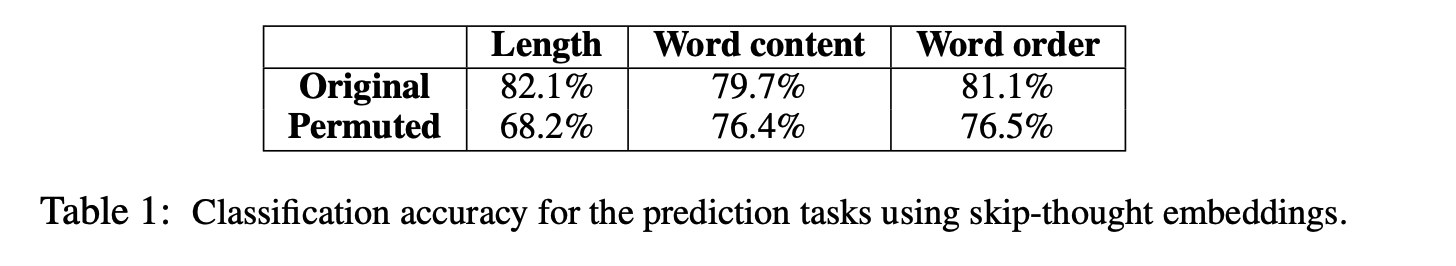 Length Word content Word order
Original 82.1% 79.7% 81.1%
Permuted 68.2% 76.4% 76.5%
Table 1: Classification accuracy for the prediction tasks using skip-thought embeddings.